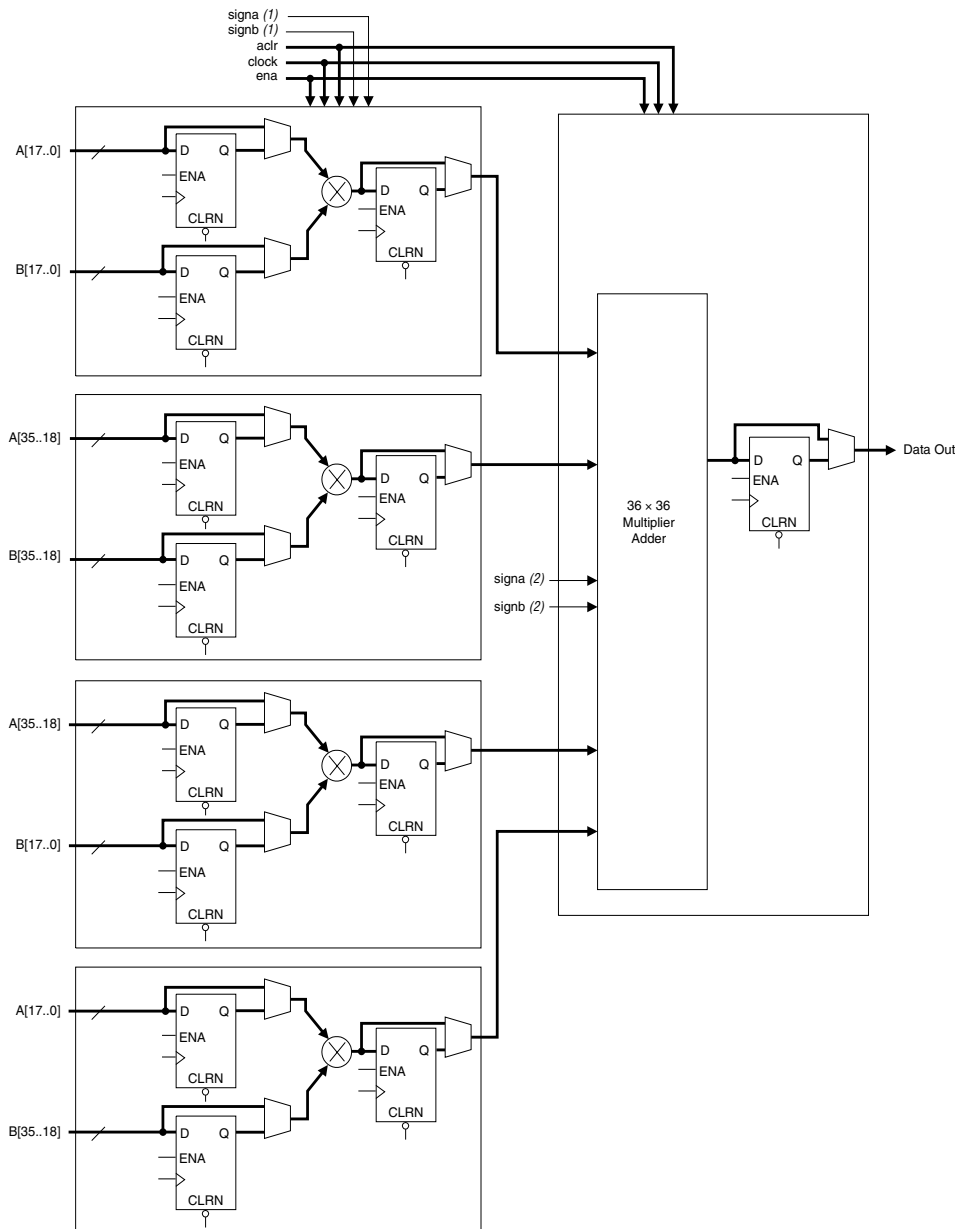 signa (1)
signb (1)
aclr
clock
ena
A[17..0]
D Q
ENA
CLRN
D Q
ENA
CLRN
B[17..0]
D Q
ENA
CLRN
A[35..18]
D Q
ENA
CLRN
D Q
ENA
CLRN
B[35..18]
D Q
ENA
CLRN
36 × 36
Multiplier
Adder
signa (2)
signb (2)
D Q
ENA
CLRN
Data Out
A[35..18]
D Q
ENA
CLRN
D Q
ENA
CLRN
B[17..0]
D Q
ENA
CLRN
A[17..0]
D Q
ENA
CLRN
D Q
ENA
CLRN
B[35..18]
D Q
ENA
CLRN